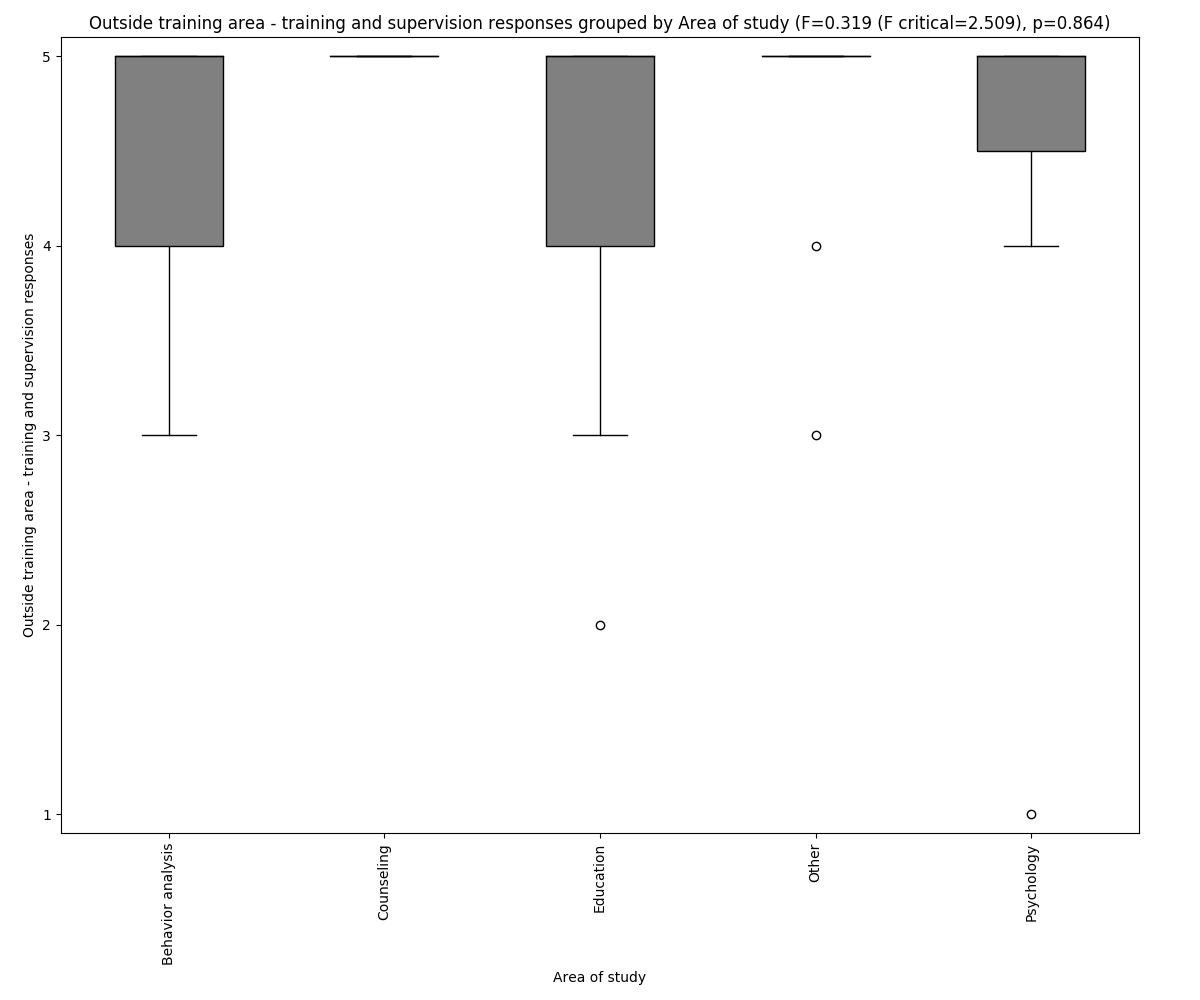 Outside training area - training and supervision responses grouped by Area of study (F=0.319 (F critical=2.509), p=0.864)
Outside training area - training and supervision responses
5
4
3
2
1
Behavior analysis
Counseling
Education
Other
Psychology
Area of study